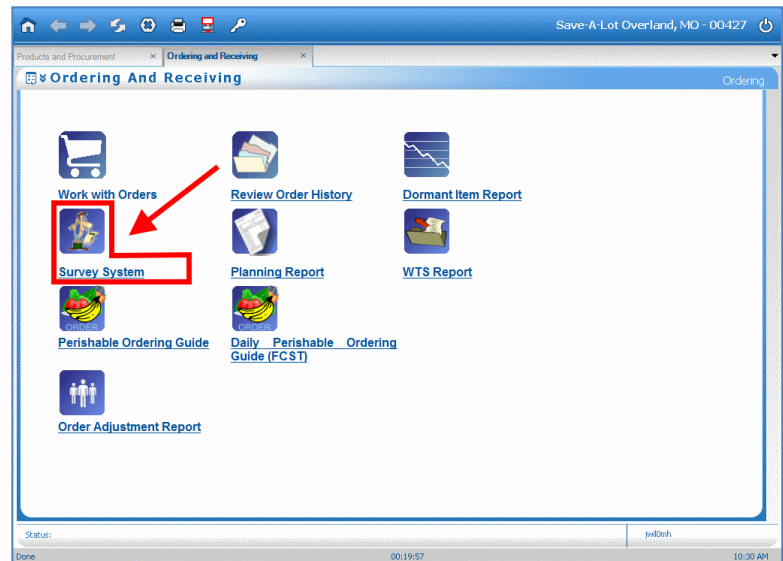 Save-A-Lot Overland, MO - 00427
Products and Procurement
Ordering and Receiving
Ordering And Receiving
Ordering
Work with Orders
Review Order History
Dormant Item Report
Survey System
Planning Report
WTS Report
ORDER
ORDER
Perishable Ordering Guide
Daily Perishable Ordering
Guide (FCST)
Order Adjustment Report
Status:
jwil0mh
Done
00:19:57
10:30 AM